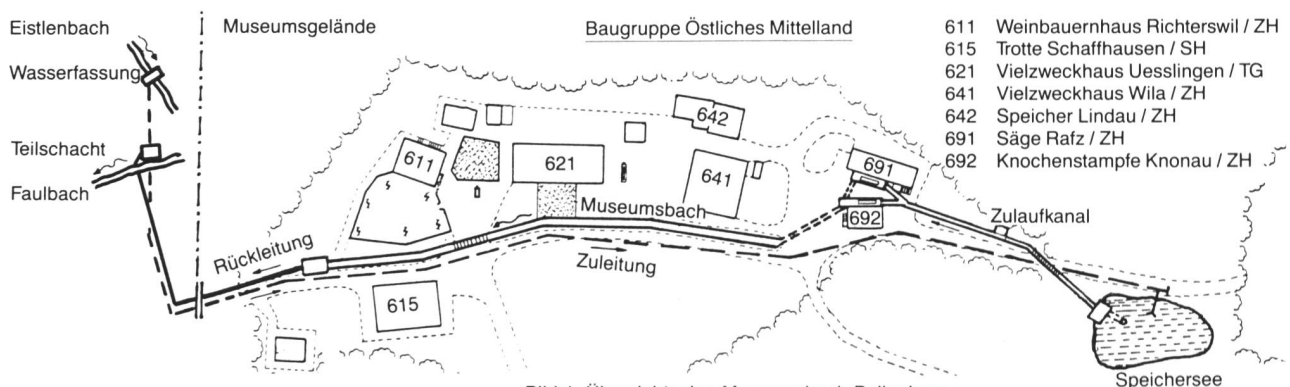 Eistlenbach
Wasserfassung
Teilschacht
Faulbach
Museumsgelände
Baugruppe Östliches Mittelland
611 Weinbauernhaus Richterswil / ZH
615 Trotte Schaffhausen / SH
621 Vielzweckhaus Uesslingen / TG
641 Vielzweckhaus Wila / ZH
642 Speicher Lindau / ZH
691 Säge Rafz / ZH
692 Knochenstampfe Knonau / ZH
611
621
642
641
691
692
Museumsbach
Zulaufkanal
Rückleitung
Zuleitung
615
Speichersee